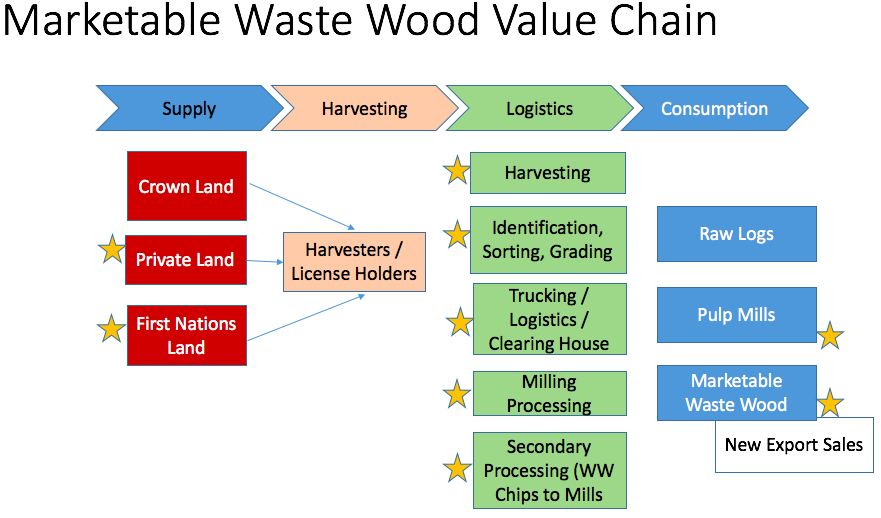 Marketable Waste Wood Value Chain
Supply
Harvesting
Logistics
Consumption
Crown Land
Private Land
First Nations
Land
Harvesters /
License Holders
Harvesting
Identification,
Sorting, Grading
Trucking /
Logistics /
Clearing House
Milling
Processing
Secondary
Processing (WW
Chips to Mills
Raw Logs
Pulp Mills
Marketable
Waste Wood
New Export Sales